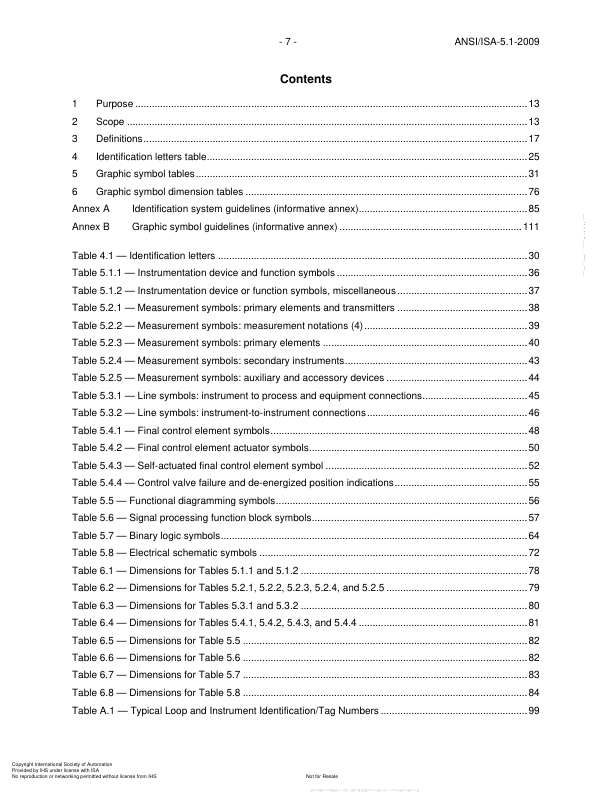 - 7 - ANSI/ISA-5.1-2009
Contents
1 Purpose ................................................ 13
2 Scope ................................................ 13
3 Definitions ................................................ 17
4 Identification letters table ................................................ 25
5 Graphic symbol tables ................................................ 31
6 Graphic symbol dimension tables ................................................ 76
Annex A Identification system guidelines (informative annex) ................................................ 85
Annex B Graphic symbol guidelines (informative annex) ................................................ 111
Table 4.1 — Identification letters ................................................ 30
Table 5.1.1 — Instrumentation device and function symbols ................................................ 36
Table 5.1.2 — Instrumentation device or function symbols, miscellaneous ................................................ 37
Table 5.2.1 — Measurement symbols: primary elements and transmitters ................................................ 38
Table 5.2.2 — Measurement symbols: measurement notations (4) ................................................ 39
Table 5.2.3 — Measurement symbols: primary elements ................................................ 40
Table 5.2.4 — Measurement symbols: secondary instruments ................................................ 43
Table 5.2.5 — Measurement symbols: auxiliary and accessory devices ................................................ 44
Table 5.3.1 — Line symbols: instrument to process and equipment connections ................................................ 45
Table 5.3.2 — Line symbols: instrument-to-instrument connections ................................................ 46
Table 5.4.1 — Final control element symbols ................................................ 48
Table 5.4.2 — Final control element actuator symbols ................................................ 50
Table 5.4.3 — Self-actuated final control element symbol ................................................ 52
Table 5.4.4 — Control valve failure and de-energized position indications ................................................ 55
Table 5.5 — Functional diagramming symbols ................................................ 56
Table 5.6 — Signal processing function block symbols ................................................ 57
Table 5.7 — Binary logic symbols ................................................ 64
Table 5.8 — Electrical schematic symbols ................................................ 72
Table 6.1 — Dimensions for Tables 5.1.1 and 5.1.2 ................................................ 78
Table 6.2 — Dimensions for Tables 5.2.1, 5.2.2, 5.2.3, 5.2.4, and 5.2.5 ................................................ 79
Table 6.3 — Dimensions for Tables 5.3.1 and 5.3.2 ................................................ 80
Table 6.4 — Dimensions for Tables 5.4.1, 5.4.2, 5.4.3, and 5.4.4 ................................................ 81
Table 6.5 — Dimensions for Table 5.5 ................................................ 82
Table 6.6 — Dimensions for Table 5.6 ................................................ 82
Table 6.7 — Dimensions for Table 5.7 ................................................ 83
Table 6.8 — Dimensions for Table 5.8 ................................................ 84
Table A.1 — Typical Loop and Instrument Identification/Tag Numbers ................................................ 99
Copyright International Society of Automation
Provided by IHS under license with ISA
No reproduction or networking permitted without license from IHS Not for Resale